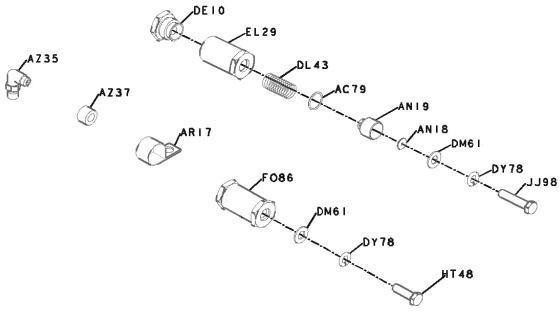 DE10
EL29
DL43
AZ35
AC79
AZ37
AN19
AN18
AR17
DM61
DY78
FO86
JJ98
DM61
DY78
HT48